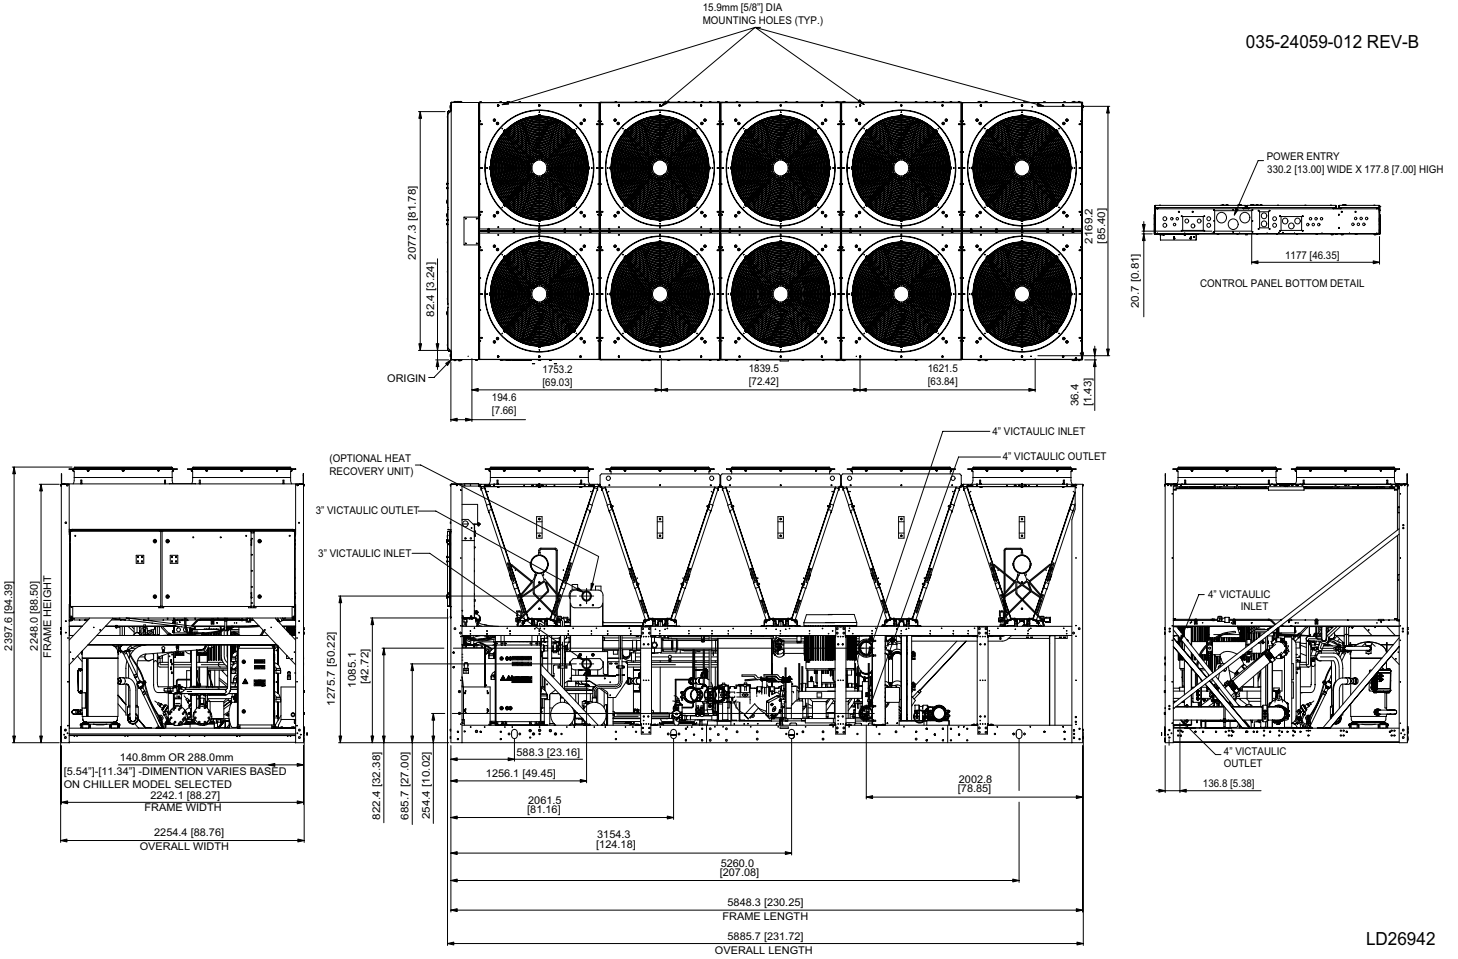 15.9mm [5/8"] DIA
MOUNTING HOLES (TYP.)
035-24059-012 REV-B
2077.3 [81.78]
82.4 [3.24]
2169.2
[85.40]
POWER ENTRY
330.2 [13.00] WIDE X 177.8 [7.00] HIGH
1177 [46.35]
20.7 [0.81]
CONTROL PANEL BOTTOM DETAIL
ORIGIN
1753.2
[69.03]
1839.5
[72.42]
1621.5
[63.84]
36.4
[1.43]
194.6
[7.66]
4" VICTAULIC INLET
4" VICTAULIC OUTLET
(OPTIONAL HEAT
RECOVERY UNIT)
3" VICTAULIC OUTLET
3" VICTAULIC INLET
2397.6 [94.39]
2248.0 [88.50]
FRAME HEIGHT
1275.7 [50.22]
1085.1
[42.72]
4" VICTAULIC
INLET
4" VICTAULIC
OUTLET
136.8 [5.38]
140.8mm OR 288.0mm
[5.54"]-[11.34"] -DIMENTION VARIES BASED
ON CHILLER MODEL SELECTED
2242.1 [88.27]
FRAME WIDTH
2254.4 [88.76]
OVERALL WIDTH
822.4 [32.38]
685.7 [27.00]
254.4 [10.02]
588.3 [23.16]
1256.1 [49.45]
2061.5
[81.16]
2002.8
[78.85]
3154.3
[124.18]
5260.0
[207.08]
5848.3 [230.25]
FRAME LENGTH
5885.7 [231.72]
OVERALL LENGTH
LD26942